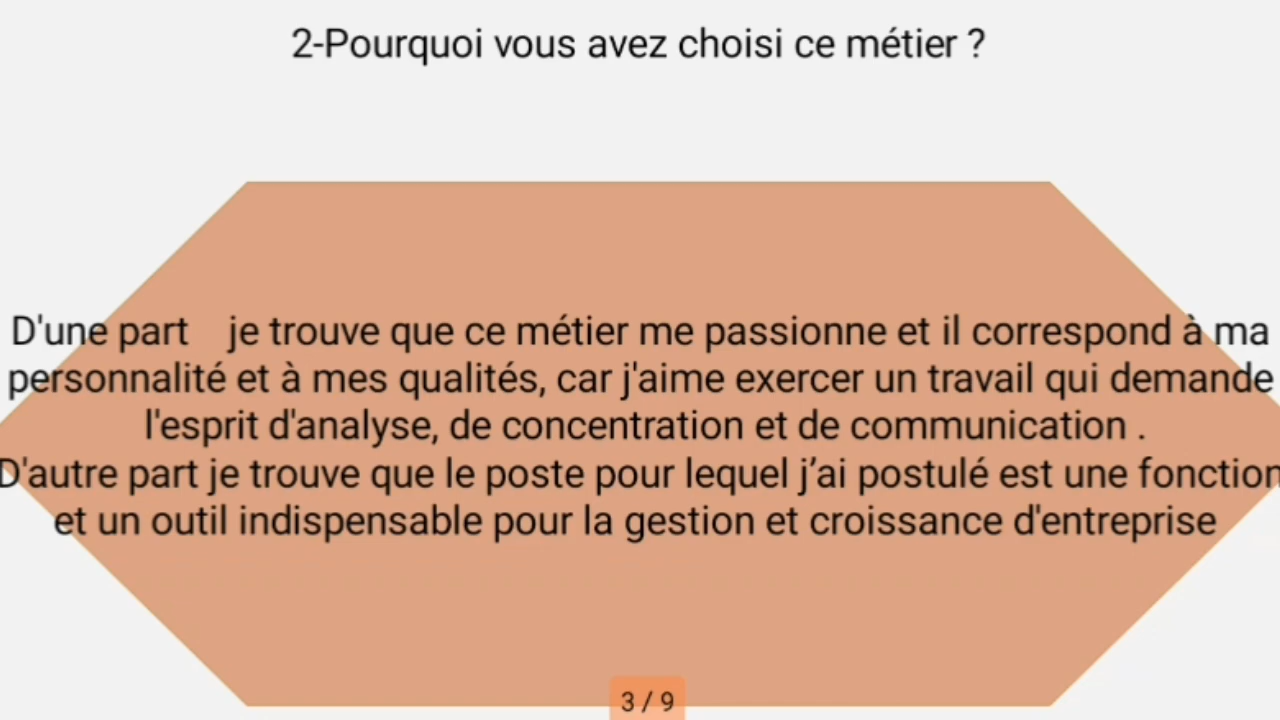 2-Pourquoi vous avez choisi ce métier ?
D'une part je trouve que ce métier me passionne et il correspond à ma
personnalité et à mes qualités, car j'aime exercer un travail qui demande
l'esprit d'analyse, de concentration et de communication .
D'autre part je trouve que le poste pour lequel j’ai postulé est une fonction
et un outil indispensable pour la gestion et croissance d'entreprise
3 / 9